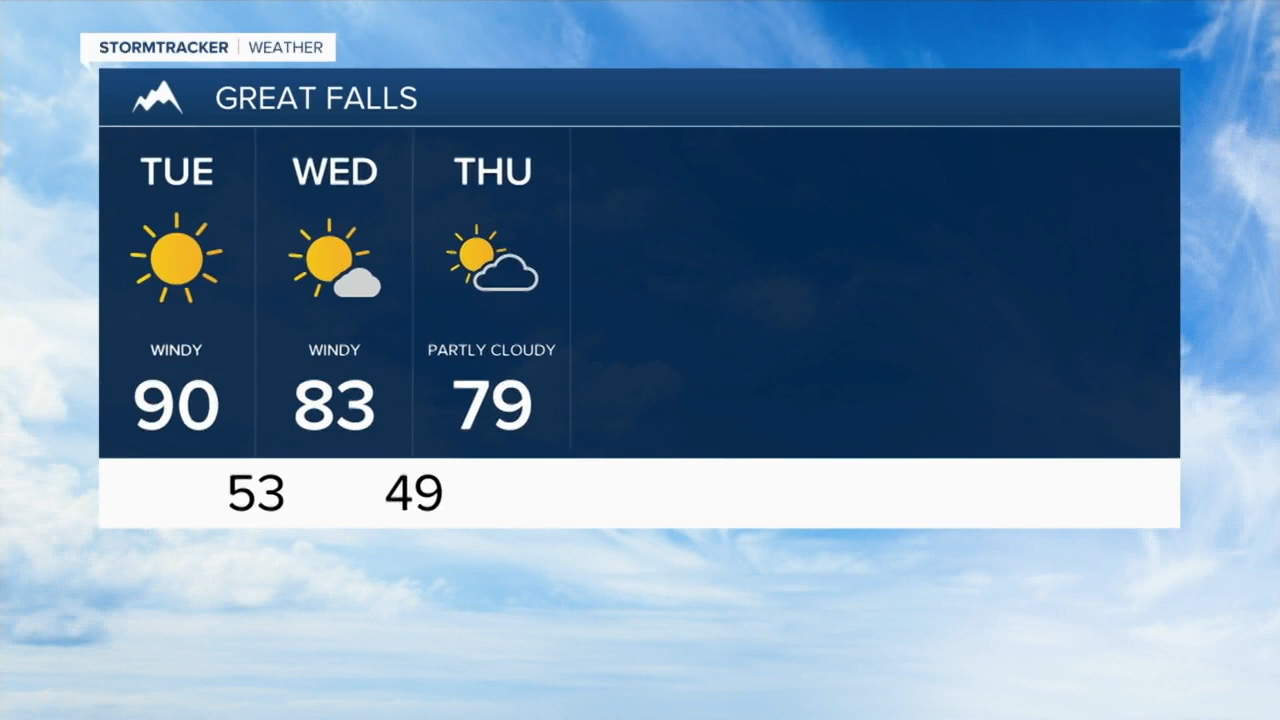 STORMTRACKER | WEATHER
GREAT FALLS
TUE WED THU
WINDY WINDY PARTLY CLOUDY
90 83 79
53 49